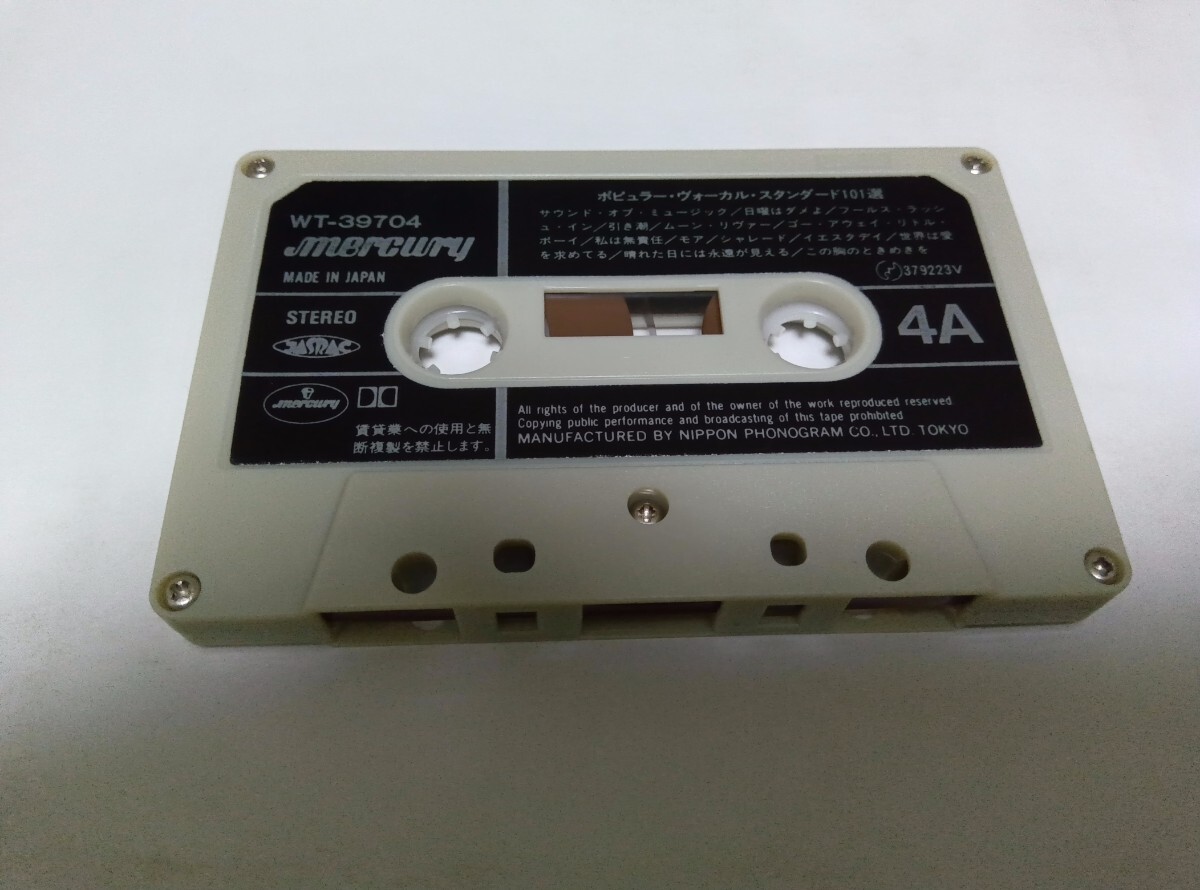 WT-39704
mercury
MADE IN JAPAN
ポピュラー・ヴォーカル・スタンダード101選
サウンド・オブ・ミュージック/日曜はダメよ/フールス・ラッシ
ュ・イン/引き潮/ムーン・リヴァー/ゴー・アウェイ・リトル・
ボーイ/私は無責任/モア/シャレード/イエスタデイ/世界は愛
を求めてる/晴れた日には永遠が見える/この胸のときめきを
379223V
STEREO
JASRAC
4A
mercury
賃貸業への使用と無
断複製を禁止します。
All rights of the producer and of the owner of the work reproduced reserved
Copying public performance and broadcasting of this tape prohibited
MANUFACTURED BY NIPPON PHONOGRAM CO., LTD. TOKYO